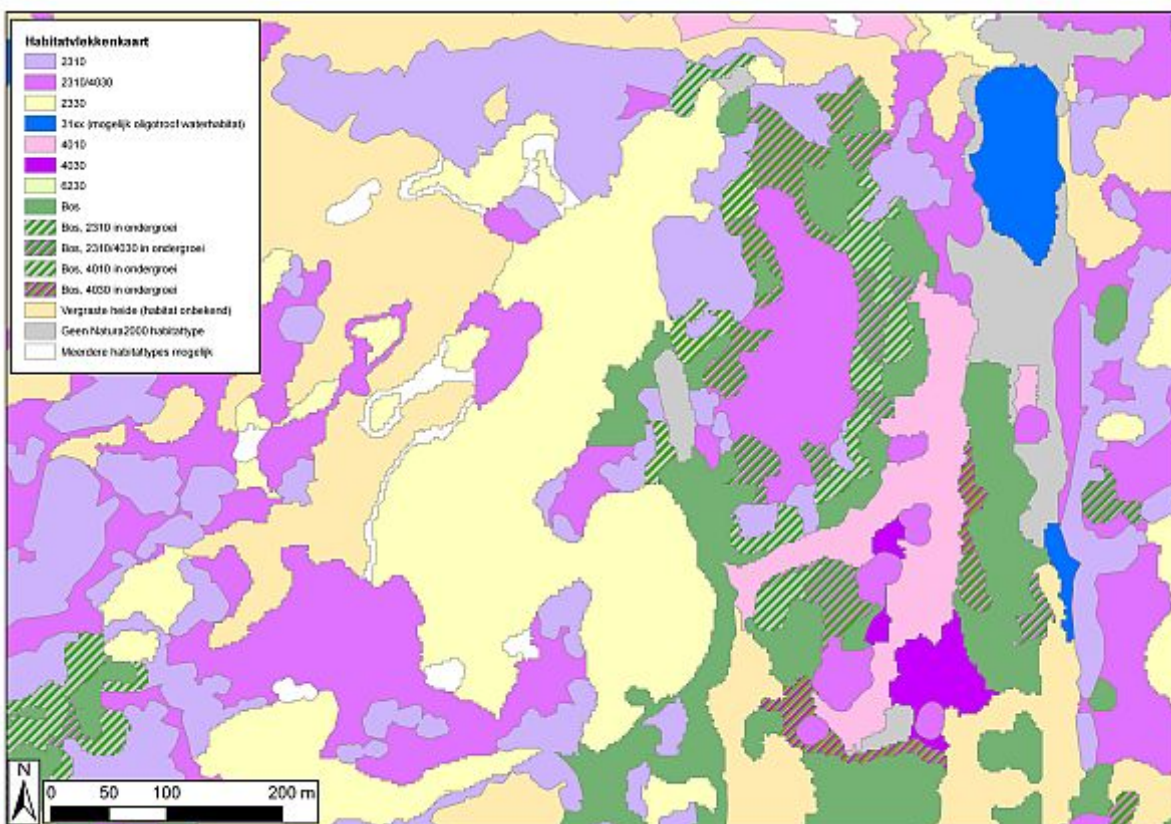 Habitatvlekkenkaart
2310
2310/4030
2330
31xx (mogelijk oligotroof waterhabitat)
4010
4030
6230
Bos
Bos, 2310 in ondergroei
Bos, 2310/4030 in ondergroei
Bos, 4010 in ondergroei
Bos, 4030 in ondergroei
Vergraste heide (habitat onbekend)
Geen Natura2000 habitattype
Meerdere habitattypes mogelijk
N
0 50 100 200 m